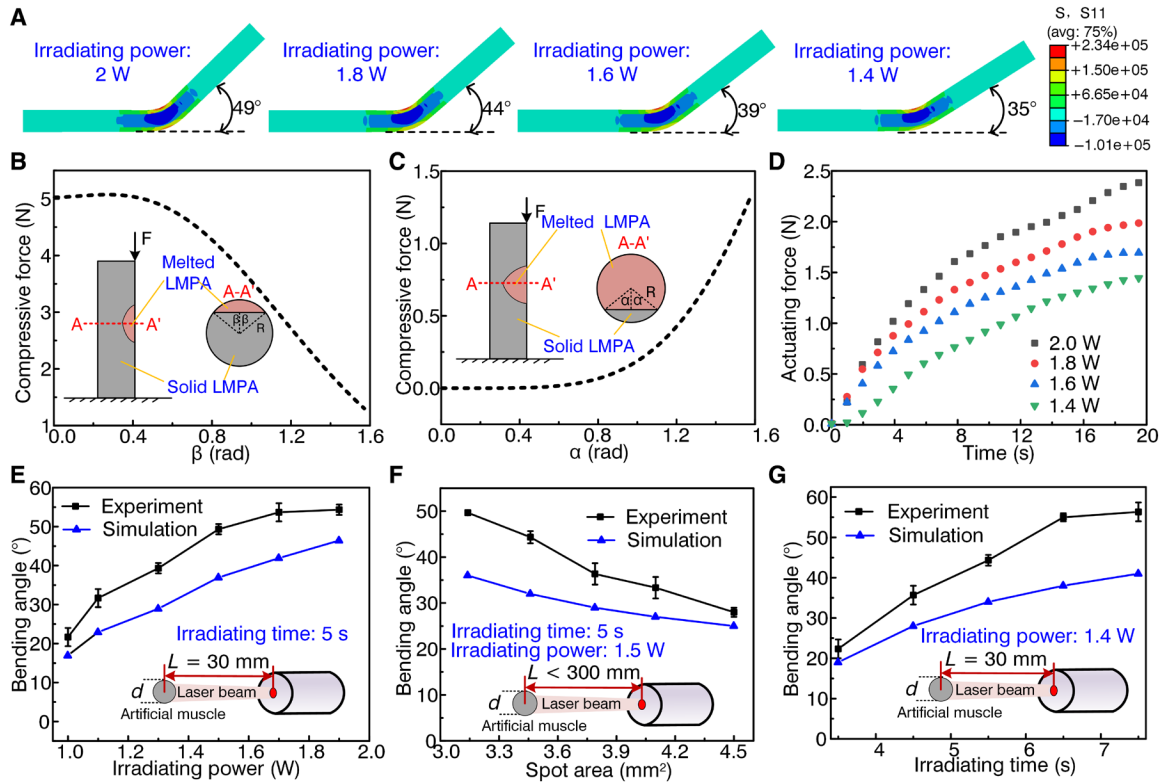 A
Irradiating power:
2 W
49°
Irradiating power:
1.8 W
44°
Irradiating power:
1.6 W
39°
Irradiating power:
1.4 W
35°
S, S11
(avg: 75%)
+2.34e+05
+1.50e+05
+6.65e+04
−1.70e+04
−1.01e+05
B
Compressive force (N)
5
4
3
2
1
0.0
0.4
0.8
1.2
1.6
β (rad)
F
Melted
LMPA
A-A'
A
A'
β
β
R
Solid LMPA
C
Compressive force (N)
1.5
1.0
0.5
0.0
0.0
0.4
0.8
1.2
1.6
α (rad)
F
Melted LMPA
A-A'
A
A'
α
α
R
Solid LMPA
D
Actuating force (N)
2.5
2.0
1.5
1.0
0.5
0.0
0
4
8
12
16
20
Time (s)
2.0 W
1.8 W
1.6 W
1.4 W
E
Bending angle (°)
60
50
40
30
20
10
0
1.0
1.2
1.4
1.6
1.8
2.0
Irradiating power (W)
Experiment
Simulation
Irradiating time: 5 s
L = 30 mm
d
Laser beam
Artificial muscle
F
Bending angle (°)
50
40
30
20
10
0
3.0
3.3
3.6
3.9
4.2
4.5
Spot area (mm²)
Experiment
Simulation
Irradiating time: 5 s
Irradiating power: 1.5 W
L < 300 mm
d
Laser beam
Artificial muscle
G
Bending angle (°)
60
50
40
30
20
10
0
4
5
6
7
Irradiating time (s)
Experiment
Simulation
Irradiating power: 1.4 W
L = 30 mm
d
Laser beam
Artificial muscle